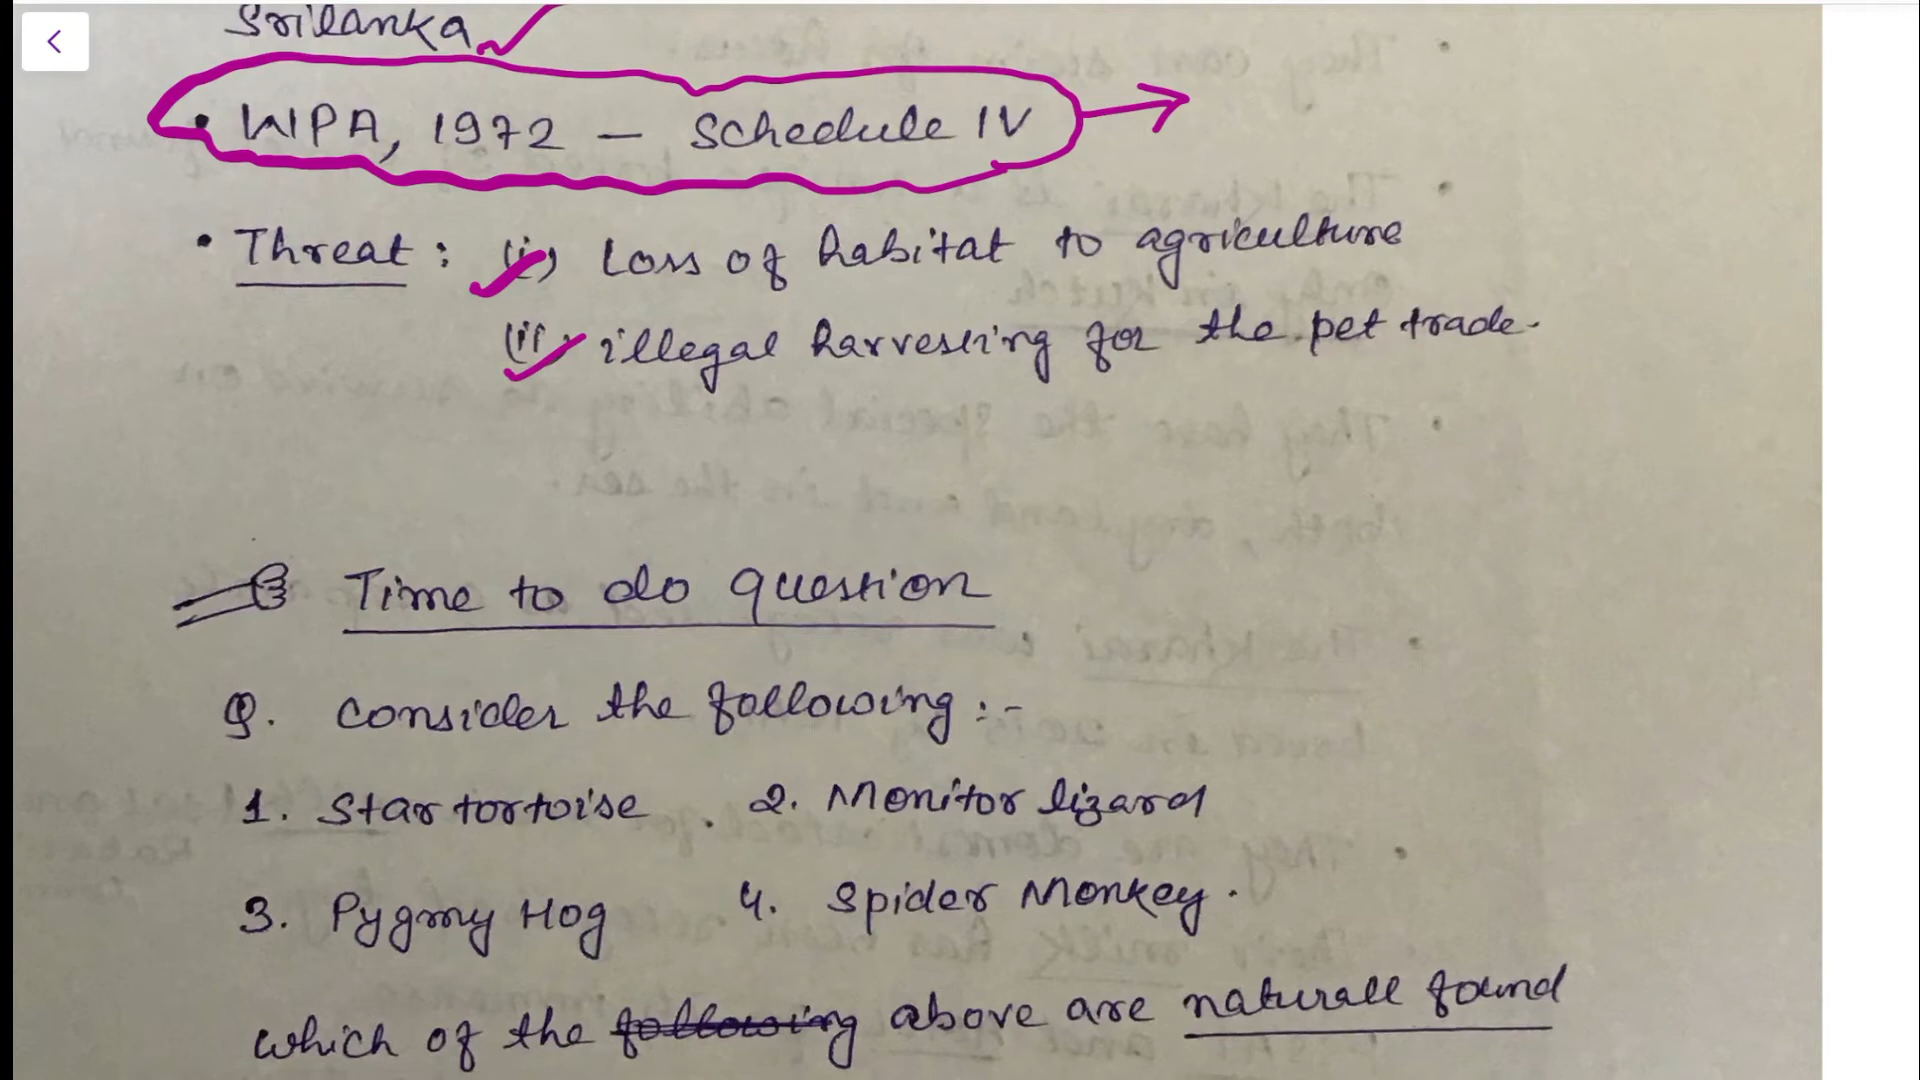 Srilanka
• WPA, 1972 – Schedule IV
• Threat : (i) Loss of habitat to agriculture
(ii) illegal harvesting for the pet trade.
Time to do question
Q. Consider the following :-
1. Star tortoise . 2. Monitor lizard
3. Pygmy Hog 4. Spider Monkey .
which of the following above are naturall found